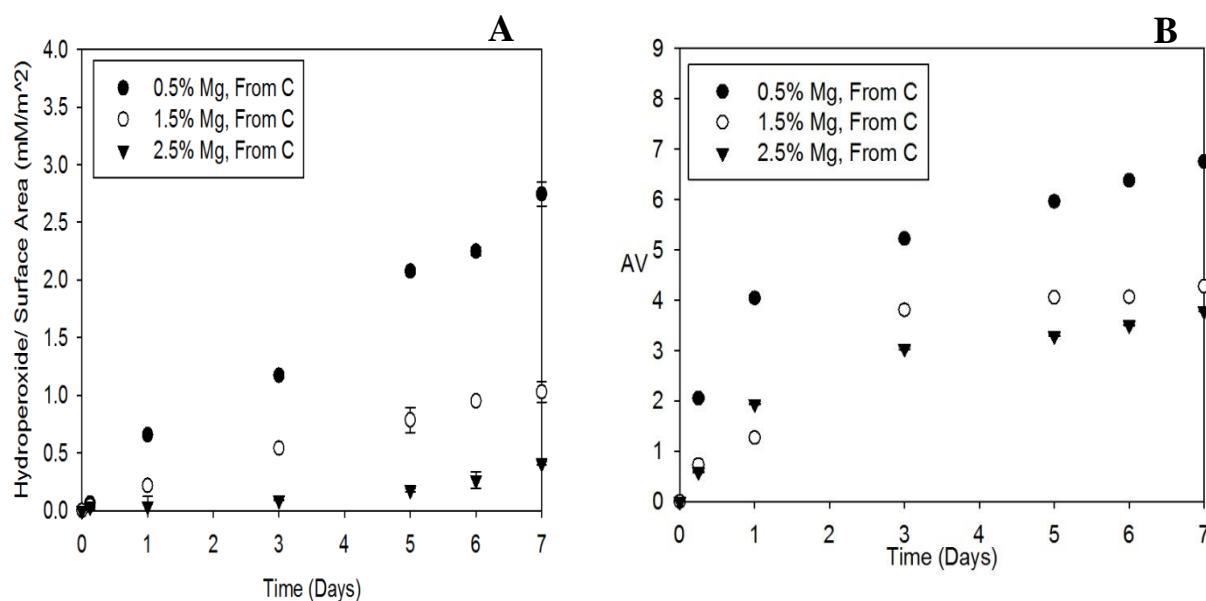 A
Hydroperoxide/ Surface Area (mM/m^2)
4.0
3.5
3.0
2.5
2.0
1.5
1.0
0.5
0.0
0.5% Mg, From C
1.5% Mg, From C
2.5% Mg, From C
0 1 2 3 4 5 6 7
Time (Days)
B
AV
9
8
7
6
5
4
3
2
1
0
0.5% Mg, From C
1.5% Mg, From C
2.5% Mg, From C
0 1 2 3 4 5 6 7
Time (Days)